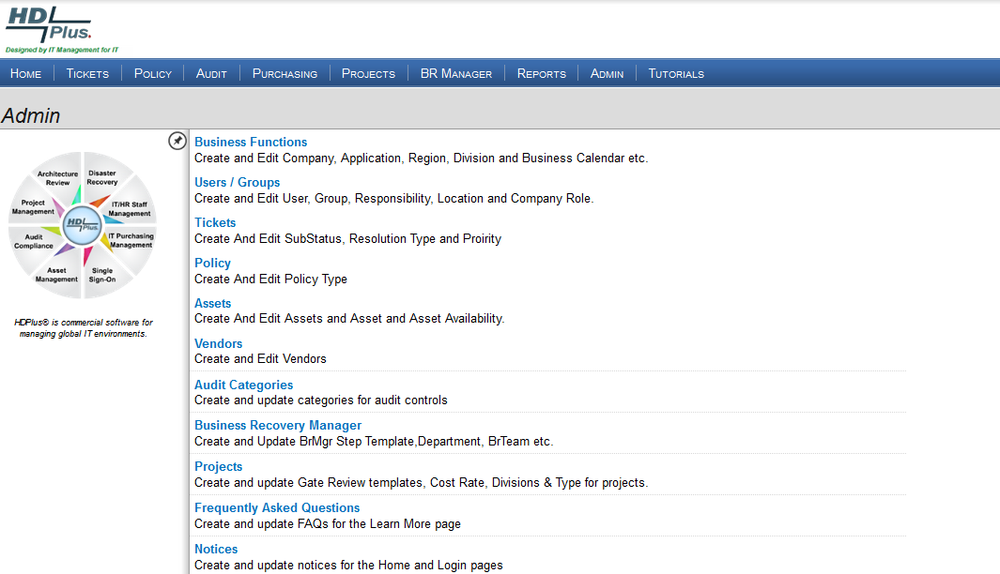 HD Plus.
Designed by IT Management for IT
Home Tickets Policy Audit Purchasing Projects BR Manager Reports Admin Tutorials
Admin
Architecture Review
Disaster Recovery
Project Management
IT/HR Staff Management
HD Plus.
Audit Compliance
IT Purchasing Management
Asset Management
Single Sign-On
HDPlus® is commercial software for
managing global IT environments.
Business Functions
Create and Edit Company, Application, Region, Division and Business Calendar etc.
Users / Groups
Create and Edit User, Group, Responsibility, Location and Company Role.
Tickets
Create And Edit SubStatus, Resolution Type and Proirity
Policy
Create And Edit Policy Type
Assets
Create And Edit Assets and Asset and Asset Availability.
Vendors
Create and Edit Vendors
Audit Categories
Create and update categories for audit controls
Business Recovery Manager
Create and Update BrMgr Step Template,Department, BrTeam etc.
Projects
Create and update Gate Review templates, Cost Rate, Divisions & Type for projects.
Frequently Asked Questions
Create and update FAQs for the Learn More page
Notices
Create and update notices for the Home and Login pages